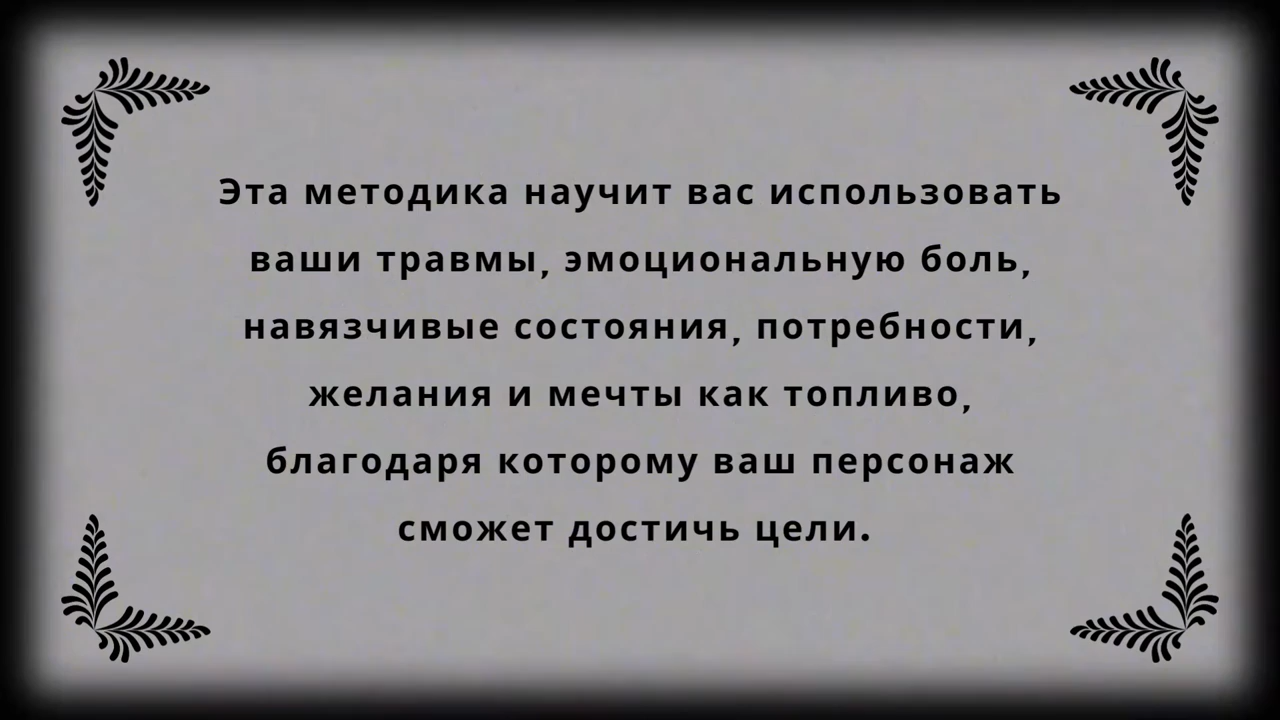 Эта методика научит вас использовать
ваши травмы, эмоциональную боль,
навязчивые состояния, потребности,
желания и мечты как топливо,
благодаря которому ваш персонаж
сможет достичь цели.